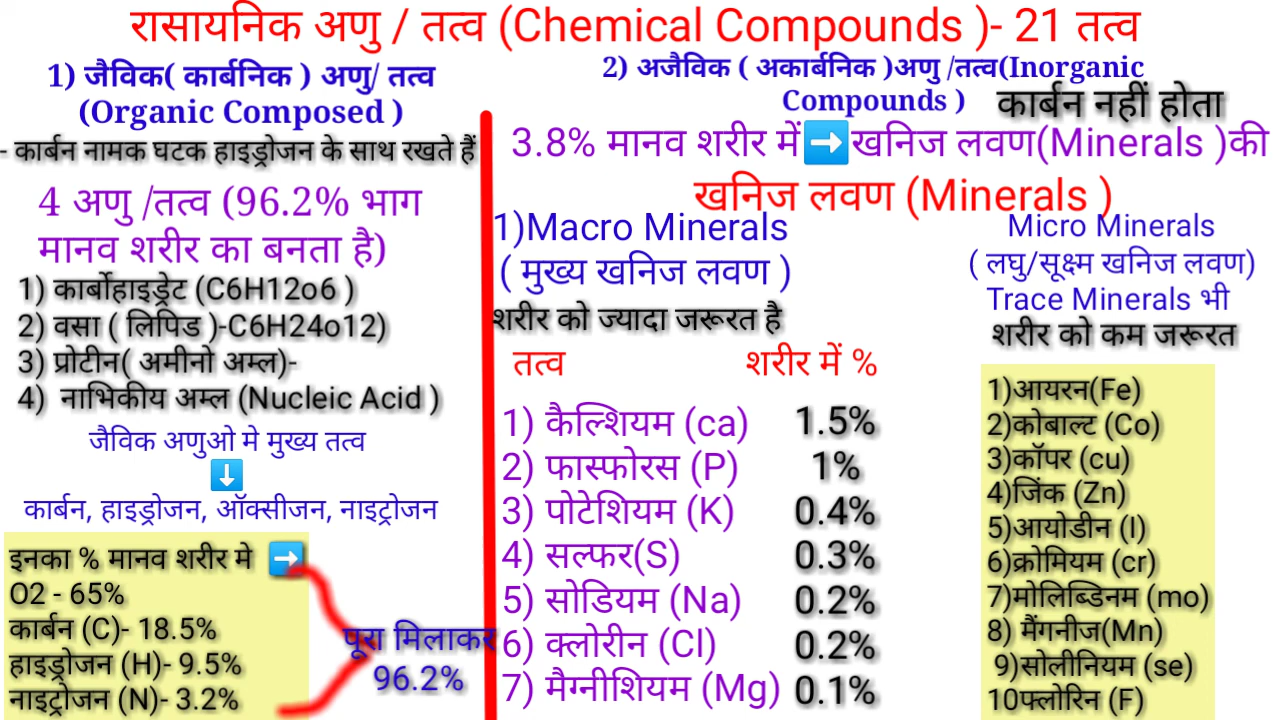 रासायनिक अणु / तत्व (Chemical Compounds )- 21 तत्व
1) जैविक( कार्बनिक ) अणु/ तत्व
(Organic Composed )
- कार्बन नामक घटक हाइड्रोजन के साथ रखते हैं
4 अणु /तत्व (96.2% भाग
मानव शरीर का बनता है)
1) कार्बोहाइड्रेट (C6H12o6 )
2) वसा ( लिपिड )-C6H24o12)
3) प्रोटीन( अमीनो अम्ल)-
4) नाभिकीय अम्ल (Nucleic Acid )
जैविक अणुओ मे मुख्य तत्व
⬇️
कार्बन, हाइड्रोजन, ऑक्सीजन, नाइट्रोजन
इनका % मानव शरीर मे ➡️
O2 - 65%
कार्बन (C)- 18.5%
हाइड्रोजन (H)- 9.5%
नाइट्रोजन (N)- 3.2%
पूरा मिलाकर
96.2%
2) अजैविक ( अकार्बनिक )अणु /तत्व(Inorganic
Compounds )
कार्बन नहीं होता
3.8% मानव शरीर में➡️खनिज लवण(Minerals )की
खनिज लवण (Minerals )
1)Macro Minerals
( मुख्य खनिज लवण )
शरीर को ज्यादा जरूरत है
तत्व शरीर में %
1) कैल्शियम (ca) 1.5%
2) फास्फोरस (P) 1%
3) पोटेशियम (K) 0.4%
4) सल्फर(S) 0.3%
5) सोडियम (Na) 0.2%
6) क्लोरीन (Cl) 0.2%
7) मैग्नीशियम (Mg) 0.1%
Micro Minerals
( लघु/सूक्ष्म खनिज लवण)
Trace Minerals भी
शरीर को कम जरूरत
1)आयरन(Fe)
2)कोबाल्ट (Co)
3)कॉपर (cu)
4)जिंक (Zn)
5)आयोडीन (I)
6)क्रोमियम (cr)
7)मोलिब्डिनम (mo)
8) मैंगनीज(Mn)
9)सोलीनियम (se)
10फ्लोरिन (F)